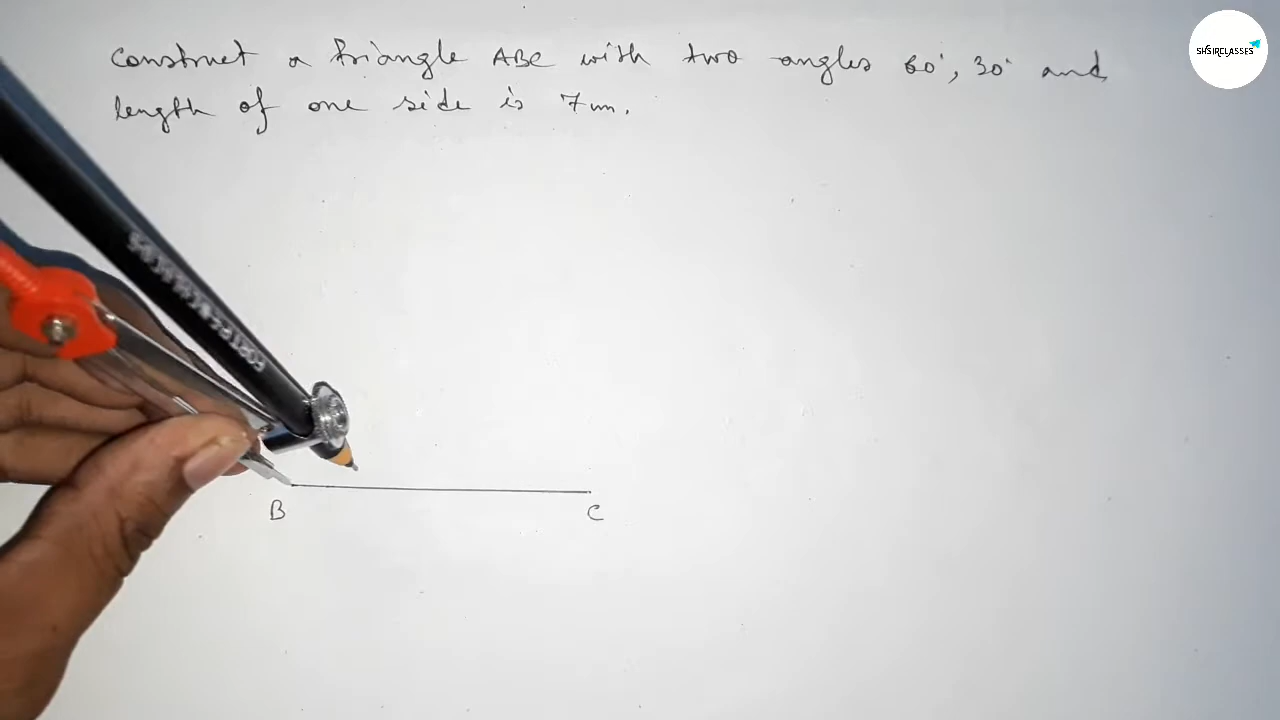 SHSIRCLASSES
Construct a triangle ABC with two angles 60°, 30° and
length of one side is 7cm.
B
C